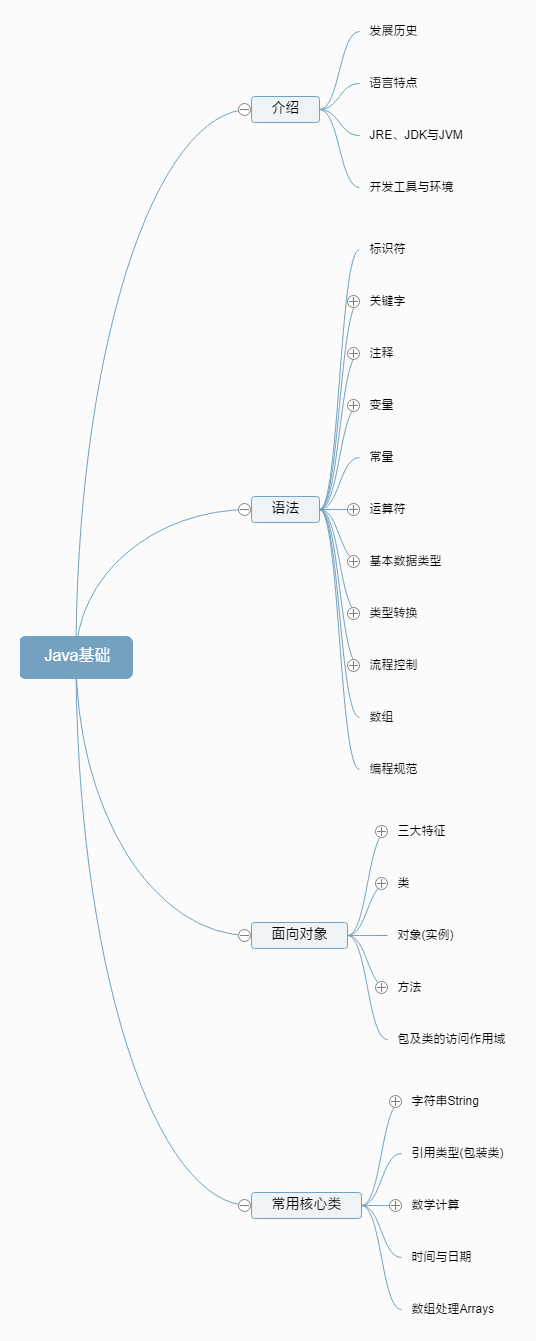 Java基础
介绍
发展历史
语言特点
JRE、JDK与JVM
开发工具与环境
语法
标识符
关键字
注释
变量
常量
运算符
基本数据类型
类型转换
流程控制
数组
编程规范
面向对象
三大特征
类
对象(实例)
方法
包及类的访问作用域
常用核心类
字符串String
引用类型(包装类)
数学计算
时间与日期
数组处理Arrays